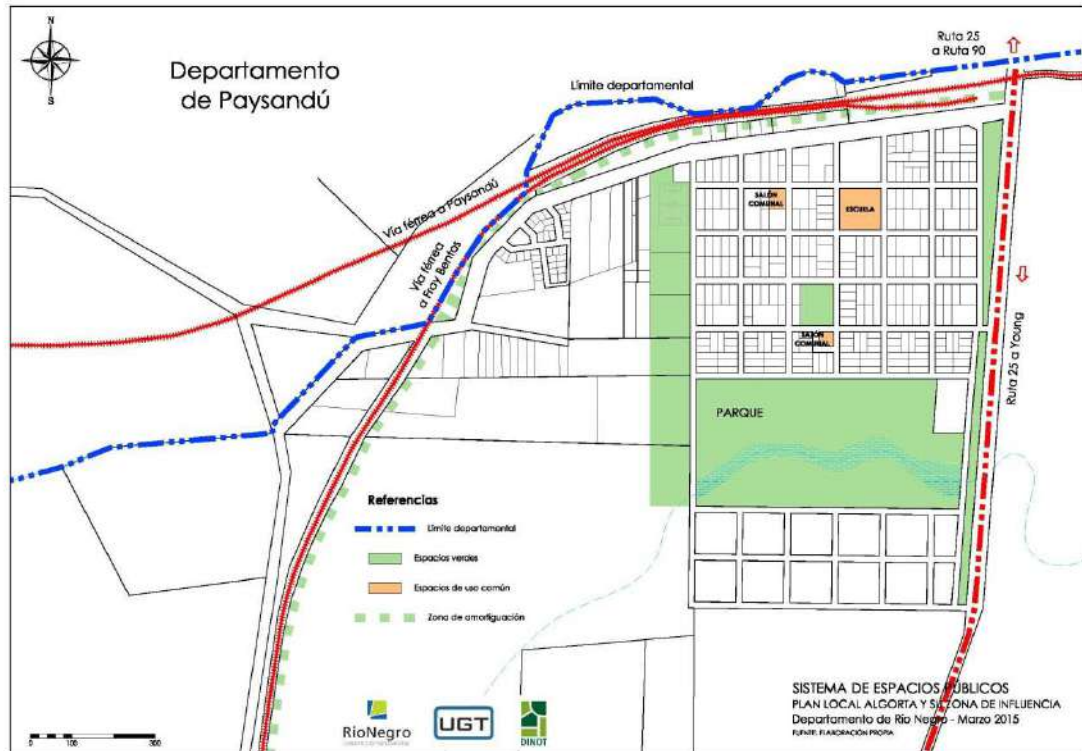 N
S
Departamento
de Paysandú
Ruta 25
a Ruta 90
Límite departamental
Vía férrea a Paysandú
Vía férrea
a Fray Bentos
SALÓN
COMUNAL
ESCUELA
SALÓN
COMUNAL
Ruta 25 a Young
PARQUE
Referencias
Límite departamental
Espacios verdes
Espacios de uso común
Zona de amortiguación
0
100
300
RíoNegro
UGT
DINOT
SISTEMA DE ESPACIOS PÚBLICOS
PLAN LOCAL ALGORTA Y SU ZONA DE INFLUENCIA
Departamento de Río Negro - Marzo 2015
FUENTE: ELABORACIÓN PROPIA